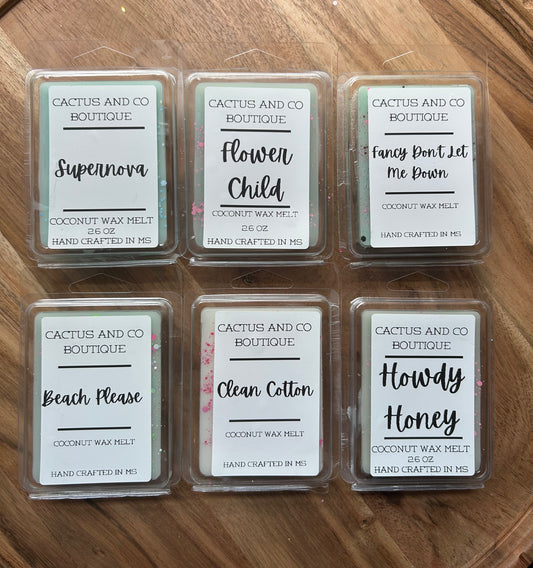 CACTUS AND CO
BOUTIQUE
Supernova
COCONUT WAX MELT
2.6 OZ
HAND CRAFTED IN MS
CACTUS AND CO
BOUTIQUE
Flower
Child
COCONUT WAX MELT
2.6 OZ
HAND CRAFTED IN MS
CACTUS AND CO
BOUTIQUE
Fancy Don't Let
Me Down
COCONUT WAX MELT
HAND CRAFTED IN MS
CACTUS AND CO
BOUTIQUE
Beach Please
COCONUT WAX MELT
HAND CRAFTED IN MS
CACTUS AND CO
BOUTIQUE
Clean Cotton
COCONUT WAX MELT
HAND CRAFTED IN MS
CACTUS AND CO
BOUTIQUE
Howdy
Honey
COCONUT WAX MELT
2.6 OZ
HAND CRAFTED IN MS